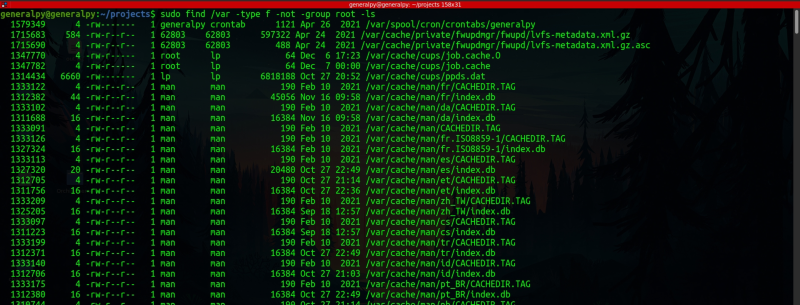 generalpy@generalpy: ~/projects 158x31
generalpy@generalpy:~/projects$ sudo find /var -type f -not -group root -ls
1579349 4 -rw------- 1 generalpy crontab 1121 Apr 26 2021 /var/spool/cron/crontabs/generalpy
1715683 584 -rw-r--r-- 1 62803 62803 597322 Apr 24 2021 /var/cache/private/fwupdmgr/fwupd/lvfs-metadata.xml.gz
1715690 4 -rw-r--r-- 1 62803 62803 488 Apr 24 2021 /var/cache/private/fwupdmgr/fwupd/lvfs-metadata.xml.gz.asc
1347770 4 -rw-r----- 1 root lp 64 Dec 6 17:23 /var/cache/cups/job.cache.O
1347782 4 -rw-r----- 1 root lp 64 Dec 7 00:00 /var/cache/cups/job.cache
1314434 6660 -rw------- 1 lp lp 6818188 Oct 27 20:52 /var/cache/cups/ppds.dat
1333122 4 -rw-r--r-- 1 man man 190 Feb 10 2021 /var/cache/man/fr/CACHEDIR.TAG
1312382 44 -rw-r--r-- 1 man man 45056 Nov 16 09:58 /var/cache/man/fr/index.db
1333102 4 -rw-r--r-- 1 man man 190 Feb 10 2021 /var/cache/man/da/CACHEDIR.TAG
1311688 16 -rw-r--r-- 1 man man 16384 Nov 16 09:58 /var/cache/man/da/index.db
1333091 4 -rw-r--r-- 1 man man 190 Feb 10 2021 /var/cache/man/CACHEDIR.TAG
1333126 4 -rw-r--r-- 1 man man 190 Feb 10 2021 /var/cache/man/fr.ISO8859-1/CACHEDIR.TAG
1327324 16 -rw-r--r-- 1 man man 16384 Nov 16 09:58 /var/cache/man/fr.ISO8859-1/index.db
1333113 4 -rw-r--r-- 1 man man 190 Feb 10 2021 /var/cache/man/es/CACHEDIR.TAG
1327320 20 -rw-r--r-- 1 man man 20480 Oct 27 22:49 /var/cache/man/es/index.db
1312705 4 -rw-r--r-- 1 man man 190 Oct 27 21:14 /var/cache/man/et/CACHEDIR.TAG
1311756 16 -rw-r--r-- 1 man man 16384 Oct 27 22:36 /var/cache/man/et/index.db
1333209 4 -rw-r--r-- 1 man man 190 Feb 10 2021 /var/cache/man/zh_TW/CACHEDIR.TAG
1325205 16 -rw-r--r-- 1 man man 16384 Sep 18 12:57 /var/cache/man/zh_TW/index.db
1333097 4 -rw-r--r-- 1 man man 190 Feb 10 2021 /var/cache/man/cs/CACHEDIR.TAG
1311223 16 -rw-r--r-- 1 man man 16384 Sep 18 12:57 /var/cache/man/cs/index.db
1333199 4 -rw-r--r-- 1 man man 190 Feb 10 2021 /var/cache/man/tr/CACHEDIR.TAG
1312371 16 -rw-r--r-- 1 man man 16384 Oct 27 22:49 /var/cache/man/tr/index.db
1333140 4 -rw-r--r-- 1 man man 190 Feb 10 2021 /var/cache/man/id/CACHEDIR.TAG
1312706 16 -rw-r--r-- 1 man man 16384 Oct 27 21:03 /var/cache/man/id/index.db
1333175 4 -rw-r--r-- 1 man man 190 Feb 10 2021 /var/cache/man/pt_BR/CACHEDIR.TAG
1312380 16 -rw-r--r-- 1 man man 16384 Oct 27 22:49 /var/cache/man/pt_BR/index.db